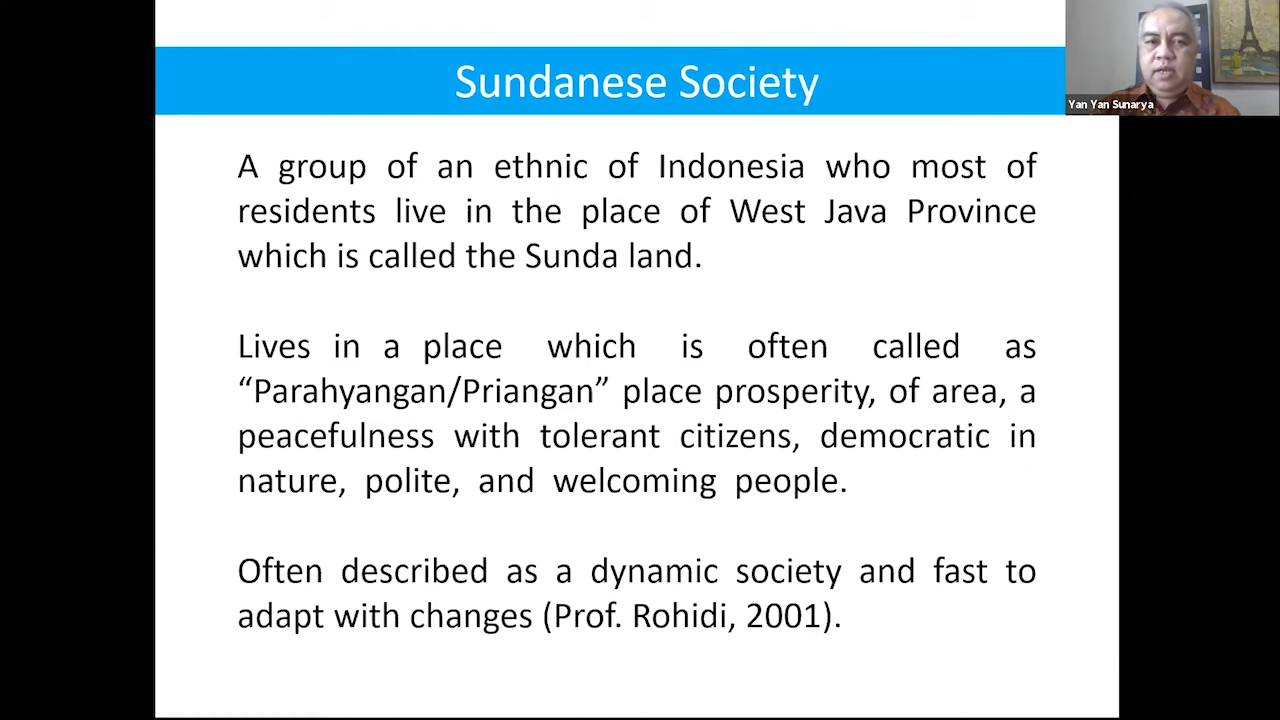 Sundanese Society
Yan Yan Sunarya
A group of an ethnic of Indonesia who most of
residents live in the place of West Java Province
which is called the Sunda land.
Lives in a place which is often called as
“Parahyangan/Priangan” place prosperity, of area, a
peacefulness with tolerant citizens, democratic in
nature, polite, and welcoming people.
Often described as a dynamic society and fast to
adapt with changes (Prof. Rohidi, 2001).